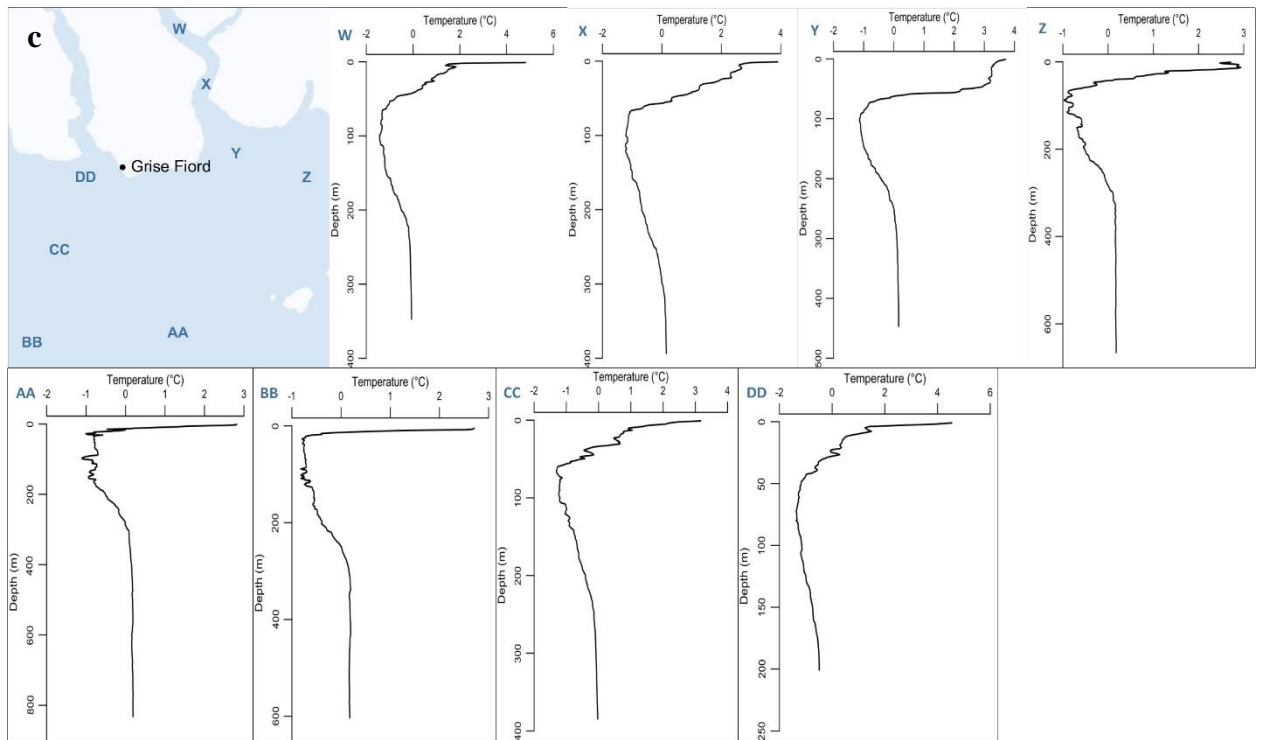 c
W
X
Y
Z
DD
Grise Fiord
CC
AA
BB
W
Temperature (°C)
-2 0 2 4 6
Depth (m)
0 100 200 300 400
X
Temperature (°C)
-2 0 2 4
Depth (m)
0 100 200 300 400
Y
Temperature (°C)
-2 -1 0 1 2 3 4
Depth (m)
0 100 200 300 400 500
Z
Temperature (°C)
-1 0 1 2 3
Depth (m)
0 200 400 600
AA
Temperature (°C)
-2 -1 0 1 2 3
Depth (m)
0 200 400 600 800
BB
Temperature (°C)
-1 0 1 2 3
Depth (m)
0 200 400 600
CC
Temperature (°C)
-2 -1 0 1 2 3 4
Depth (m)
0 100 200 300 400
DD
Temperature (°C)
-2 0 2 4 6
Depth (m)
0 50 100 150 200 250